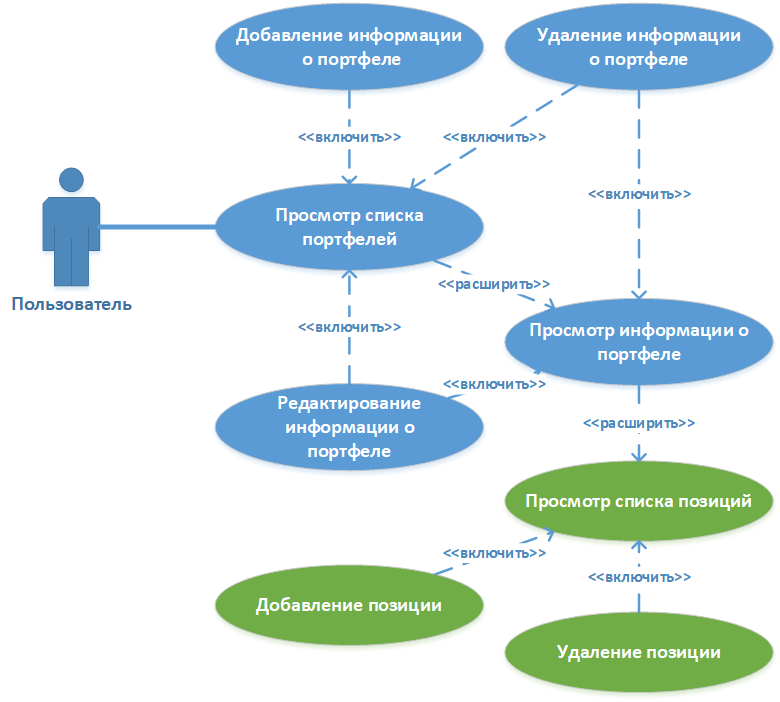 Добавление информации
о портфеле
Удаление информации
о портфеле
<<включить>>
<<включить>>
<<включить>>
Просмотр списка
портфелей
Пользователь
<<расширить>>
<<включить>>
Просмотр информации о
портфеле
<<включить>>
Редактирование
информации о
портфеле
<<расширить>>
Просмотр списка позиций
<<включить>>
<<включить>>
Добавление позиции
Удаление позиции